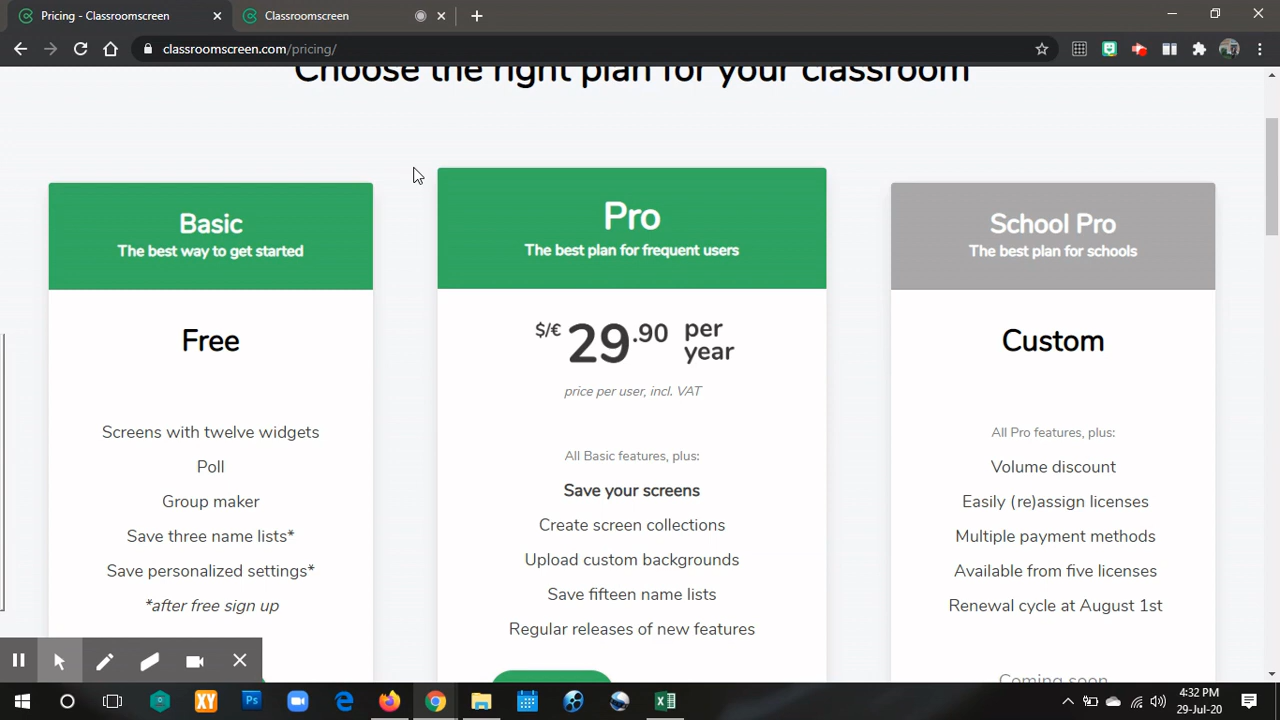 Pricing - Classroomscreen
Classroomscreen
classroomscreen.com/pricing/
Choose the right plan for your classroom
Basic
The best way to get started
Free
Screens with twelve widgets
Poll
Group maker
Save three name lists*
Save personalized settings*
*after free sign up
Pro
The best plan for frequent users
$/€ 29.90 per year
price per user, incl. VAT
All Basic features, plus:
Save your screens
Create screen collections
Upload custom backgrounds
Save fifteen name lists
Regular releases of new features
School Pro
The best plan for schools
Custom
All Pro features, plus:
Volume discount
Easily (re)assign licenses
Multiple payment methods
Available from five licenses
Renewal cycle at August 1st
Coming soon
XY
Ps
4:32 PM
29-Jul-20